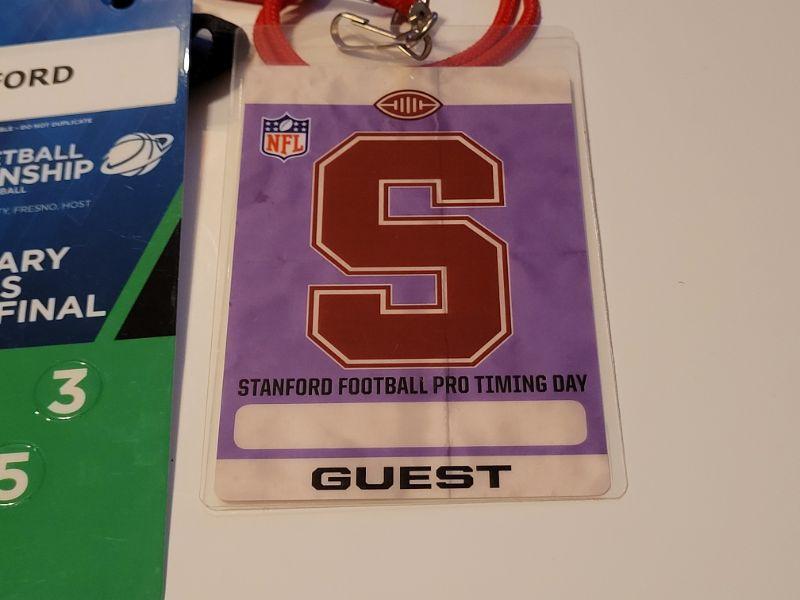 FORD
BLE - DO NOT DUPLICATE
ETBALL
NSHIP
BALL
TY, FRESNO, HOST
ARY
S
FINAL
3
5
NFL
S
STANFORD FOOTBALL PRO TIMING DAY
GUEST